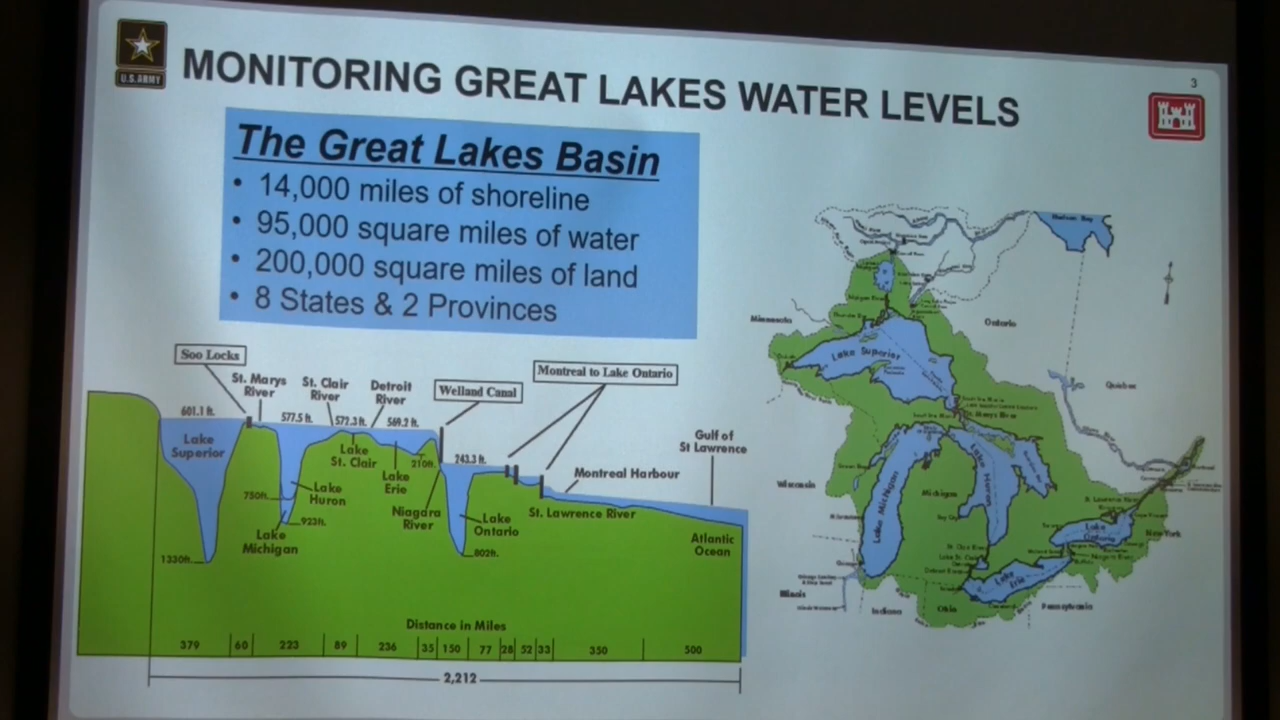 U.S. ARMY
MONITORING GREAT LAKES WATER LEVELS
3
The Great Lakes Basin
• 14,000 miles of shoreline
• 95,000 square miles of water
• 200,000 square miles of land
• 8 States & 2 Provinces
Soo Locks
St. Marys
River
St. Clair
River
Detroit
River
Welland Canal
Montreal to Lake Ontario
Gulf of
St Lawrence
601.1 ft.
577.5 ft.
572.3 ft.
569.2 ft.
243.3 ft.
Lake
Superior
Lake
St. Clair
Lake
Erie
210ft.
Montreal Harbour
750ft.
Lake
Huron
Niagara
River
St. Lawrence River
923ft.
Lake
Michigan
Lake
Ontario
1330ft.
802ft.
Atlantic
Ocean
Distance in Miles
379 60 223 89 236 35 150 77 28 52 33 350 500
2,212
Hudson Bay
Minnesota
Ontario
Quebec
Lake Superior
Wisconsin
Michigan
Lake Michigan
Lake Huron
Lake
Ontario
New York
Lake
Erie
Illinois
Indiana
Ohio
Pennsylvania